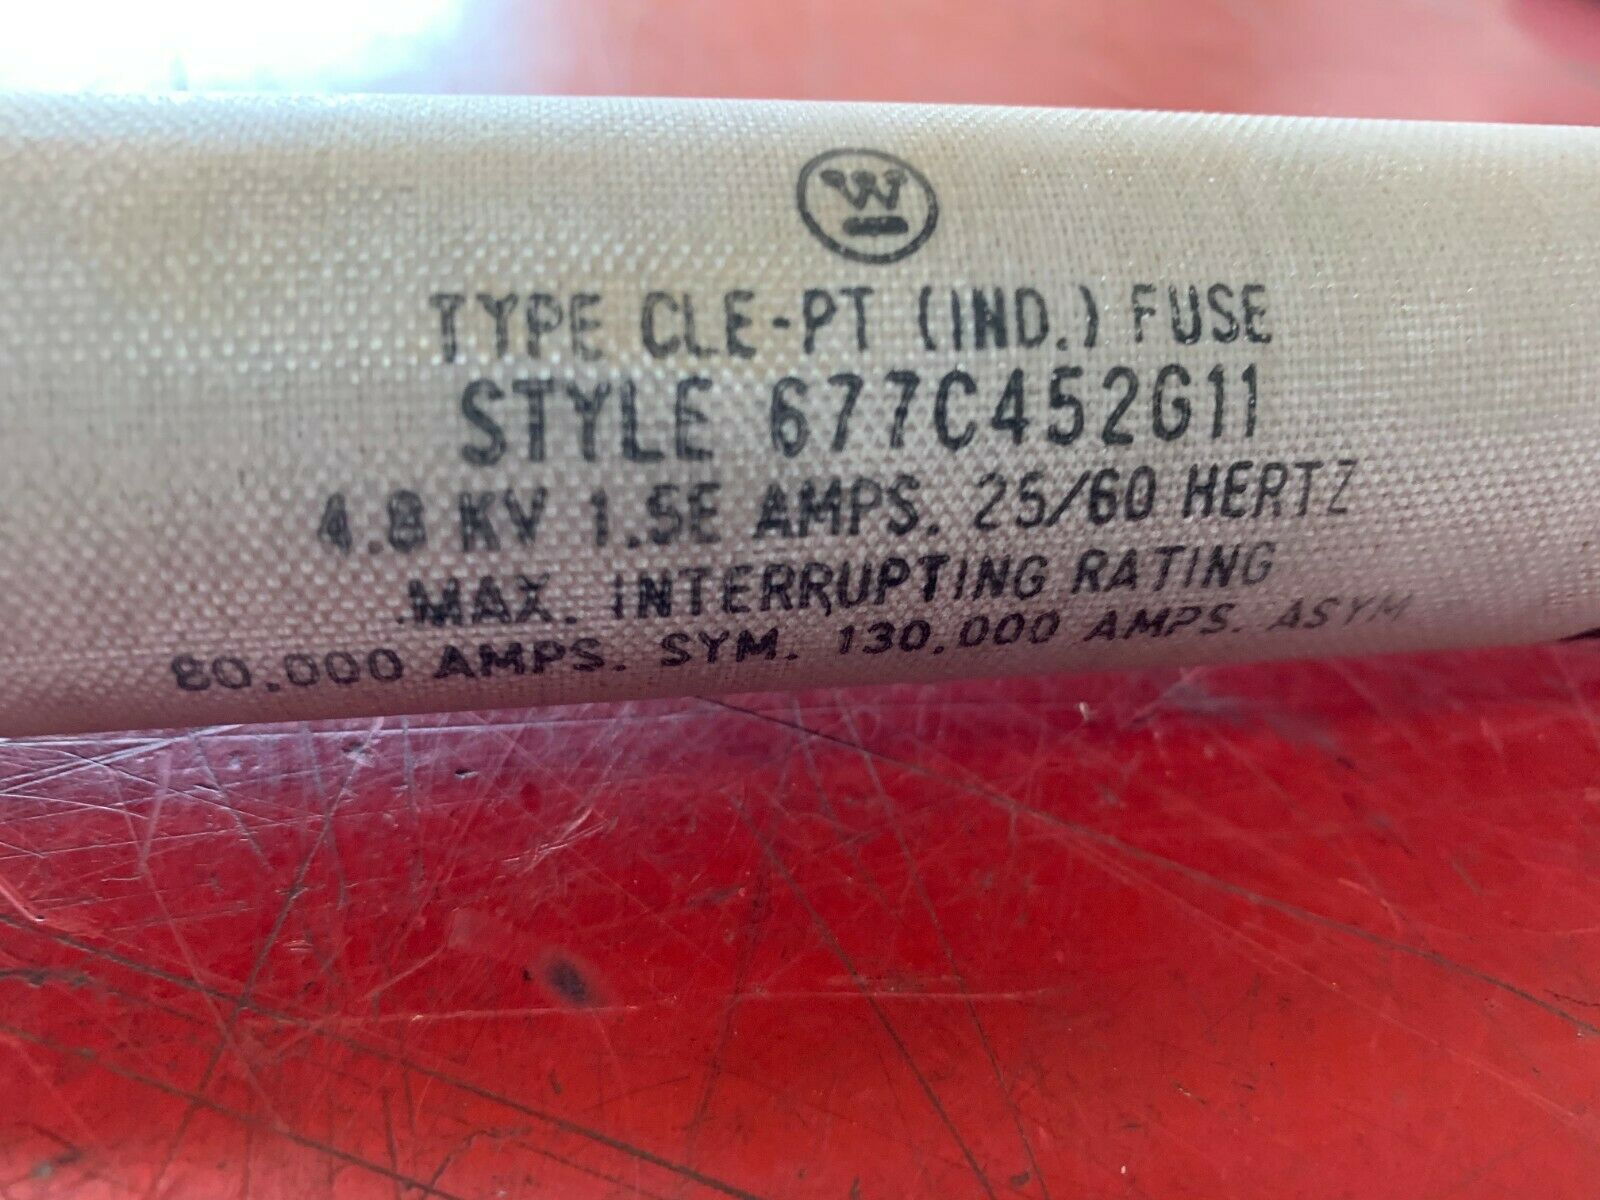 W
TYPE CLE-PT (IND.) FUSE
STYLE 677C452G11
4.8 KV 1.5E AMPS. 25/60 HERTZ
MAX. INTERRUPTING RATING
80.000 AMPS. SYM. 130.000 AMPS. ASYM